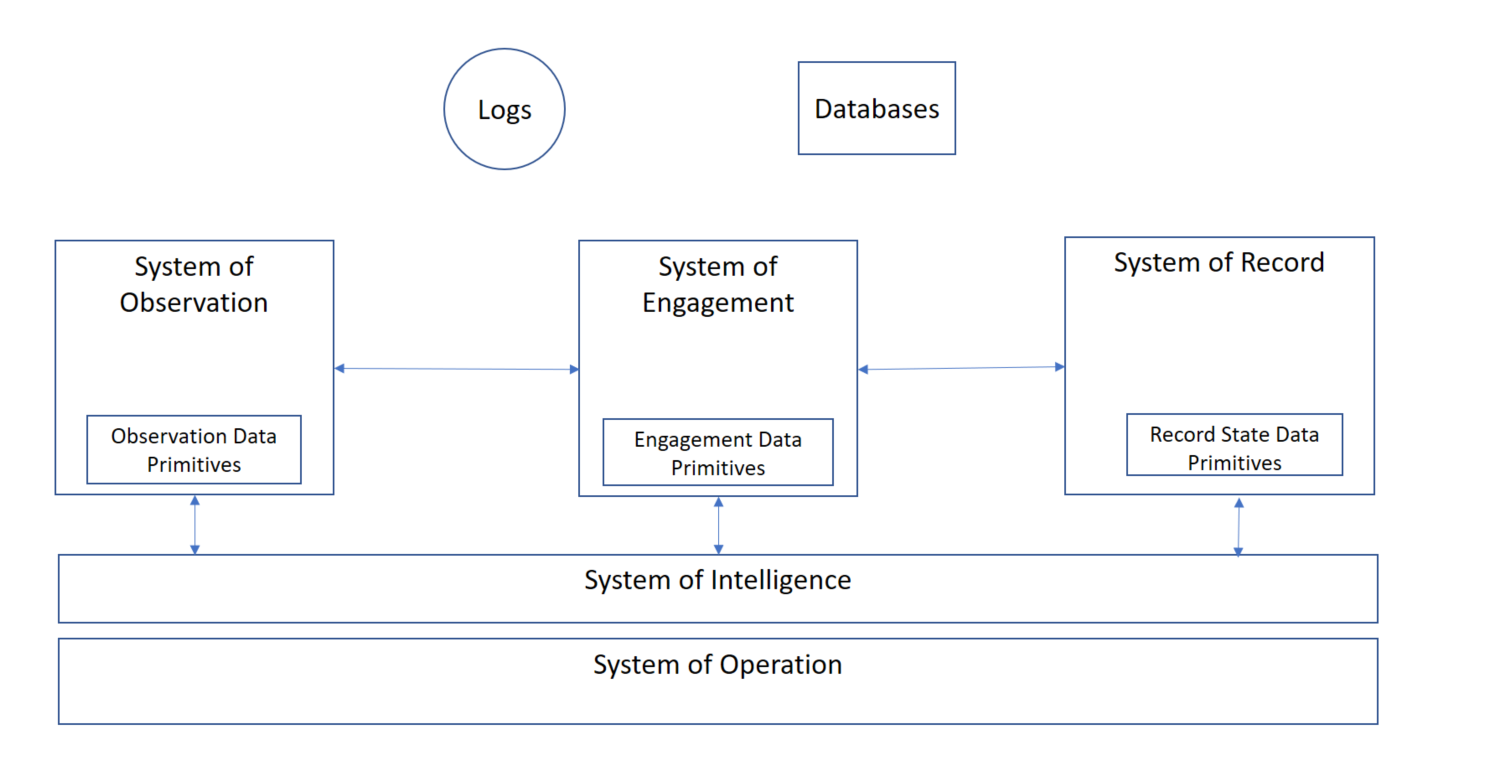 Logs
Databases
System of
Observation
System of
Engagement
System of Record
Observation Data
Primitives
Engagement Data
Primitives
Record State Data
Primitives
System of Intelligence
System of Operation